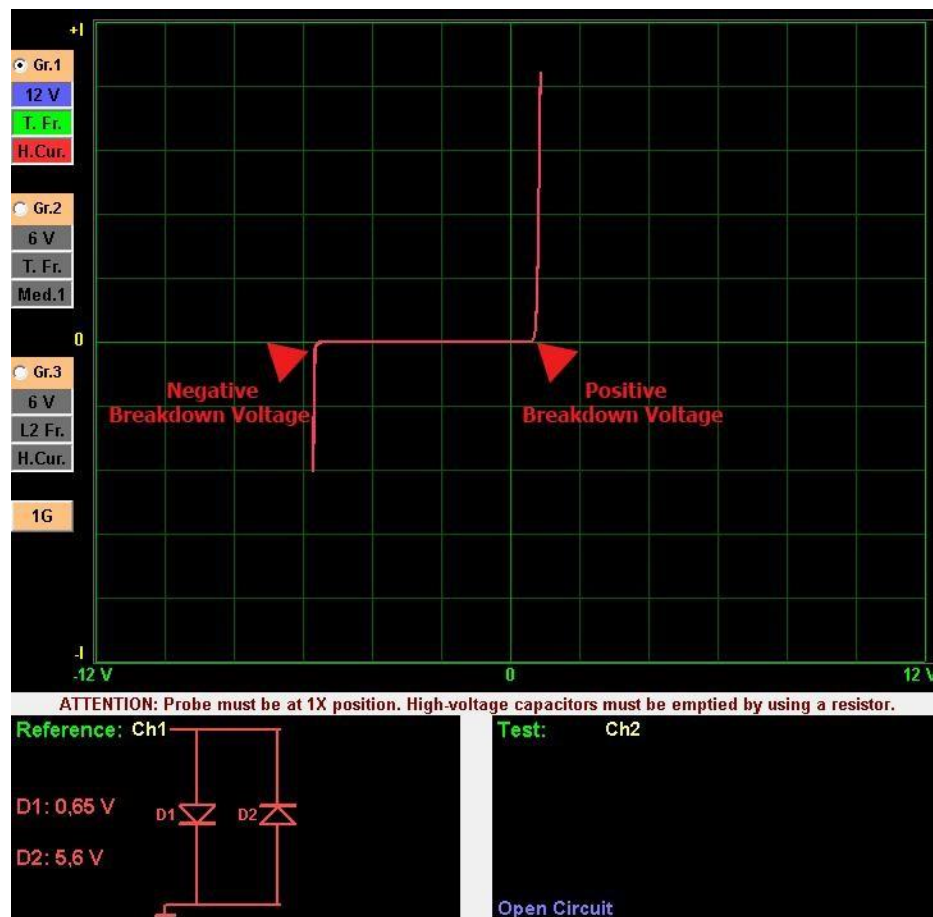 +I
Gr.1
12 V
T. Fr.
H.Cur.
Gr.2
6 V
T. Fr.
Med.1
0
Gr.3
6 V
L2 Fr.
H.Cur.
1G
Negative
Breakdown Voltage
Positive
Breakdown Voltage
-I
-12 V
0
12 V
ATTENTION: Probe must be at 1X position. High-voltage capacitors must be emptied by using a resistor.
Reference: Ch1
D1: 0,65 V
D2: 5,6 V
D1
D2
Test: Ch2
Open Circuit